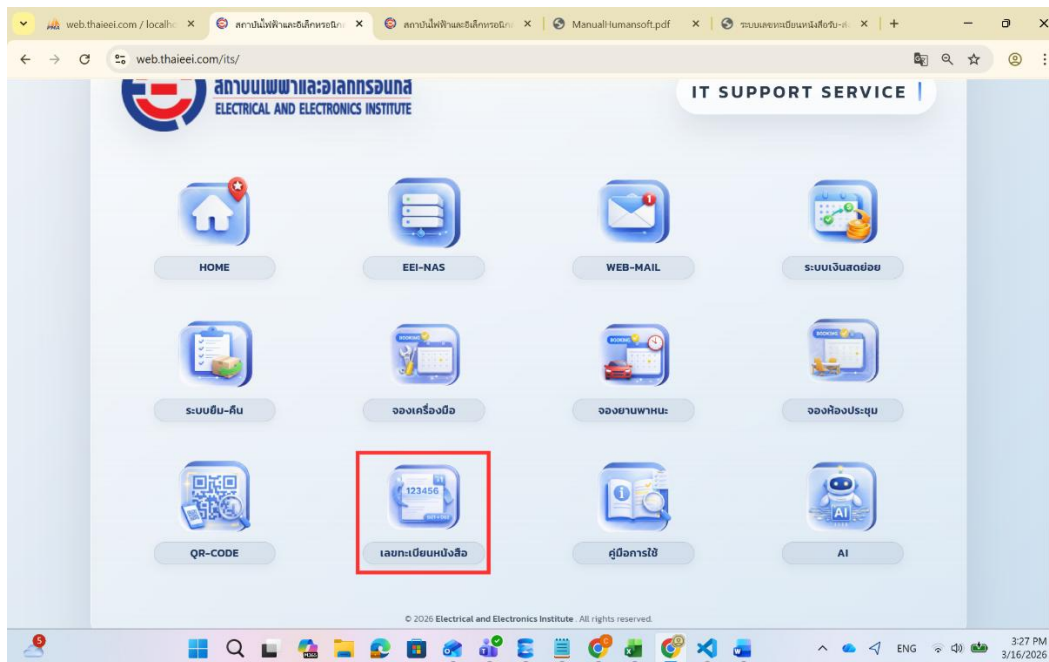 web.thaieei.com / localho
สถาบันไฟฟ้าและอิเล็กทรอนิก
สถาบันไฟฟ้าและอิเล็กทรอนิก
ManualHumansoft.pdf
ระบบเลขทะเบียนหนังสือรับ-ส่ง
web.thaieei.com/its/
สถาบันไฟฟ้าและอิเลกทรอนิกส์
ELECTRICAL AND ELECTRONICS INSTITUTE
IT SUPPORT SERVICE
HOME
EEI-NAS
WEB-MAIL
ระบบเงินสดย่อย
BOOKING
BOOKING
BOOKING
ระบบยืม-คืน
จองเครื่องมือ
จองยานพาหนะ
จองห้องประชุม
123456
AI
QR-CODE
เลขทะเบียนหนังสือ
คู่มือการใช้
AI
© 2026 Electrical and Electronics Institute . All rights reserved.
5
M365
ENG
3:27 PM
3/16/2026